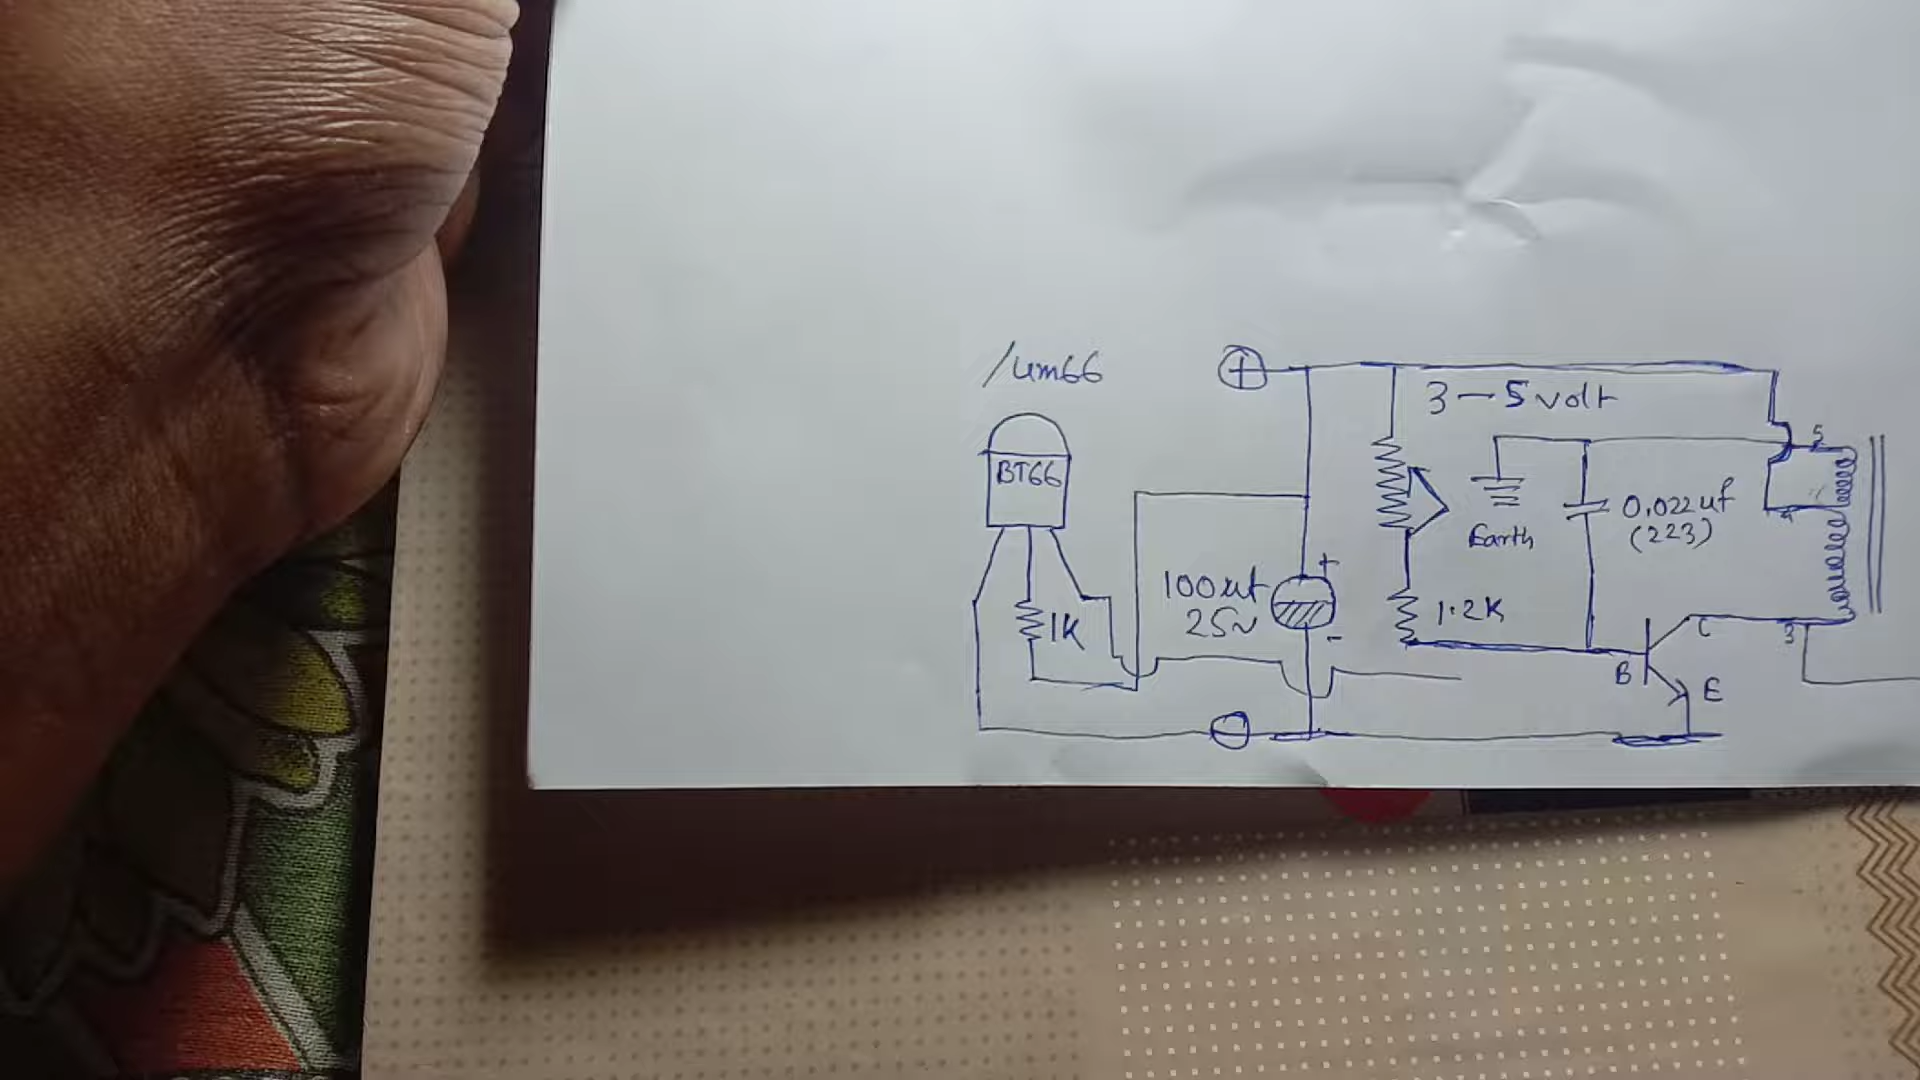 /um66
+
3 - 5 volt
5
BT66
4
0.022uf
(223)
Earth
+
100uf
25v
-
1K
1.2K
C
3
B
E
-